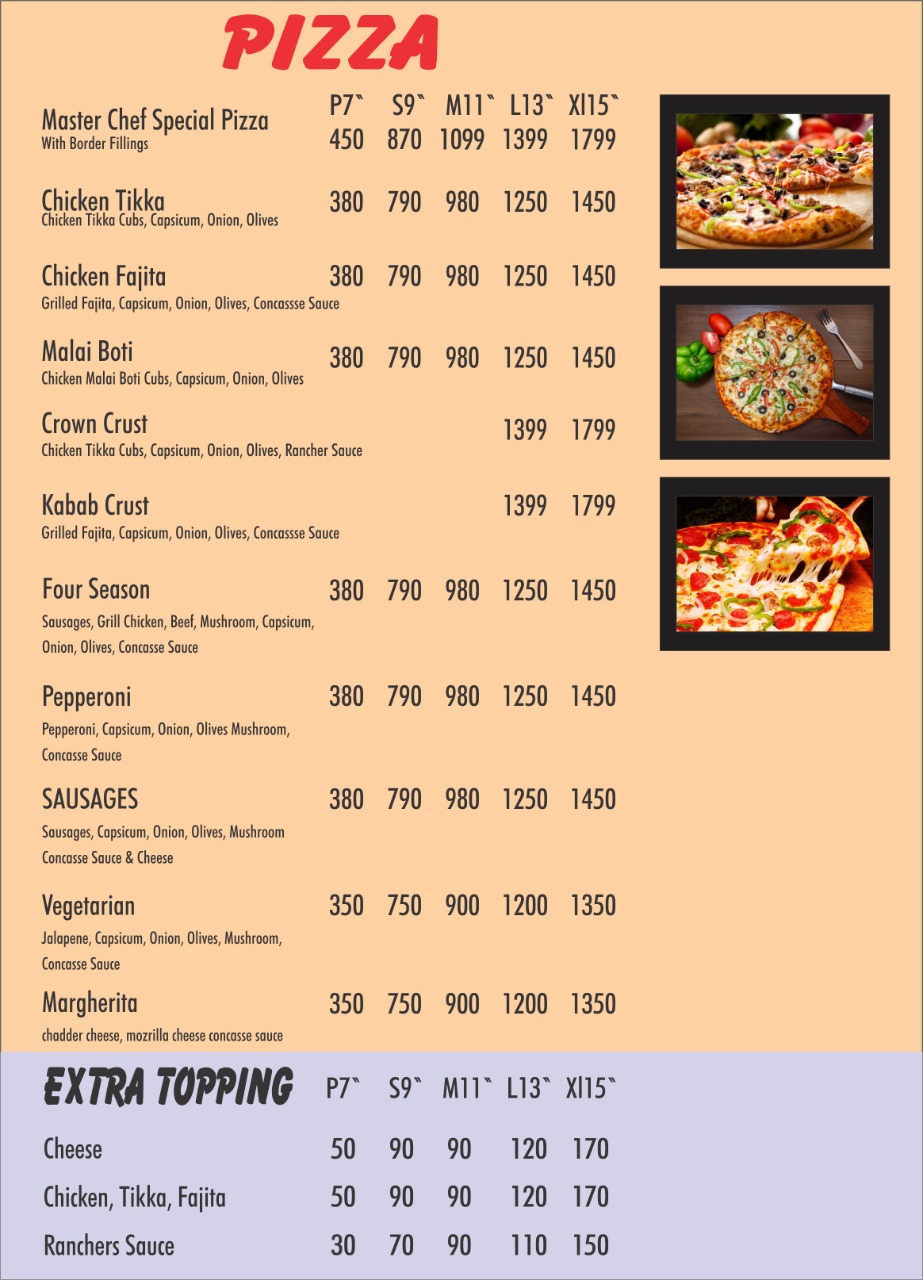 PIZZA
P7` S9` M11` L13` Xl15`
Master Chef Special Pizza 450 870 1099 1399 1799
With Border Fillings
Chicken Tikka 380 790 980 1250 1450
Chicken Tikka Cubs, Capsicum, Onion, Olives
Chicken Fajita 380 790 980 1250 1450
Grilled Fajita, Capsicum, Onion, Olives, Concassse Sauce
Malai Boti 380 790 980 1250 1450
Chicken Malai Boti Cubs, Capsicum, Onion, Olives
Crown Crust 1399 1799
Chicken Tikka Cubs, Capsicum, Onion, Olives, Rancher Sauce
Kabab Crust 1399 1799
Grilled Fajita, Capsicum, Onion, Olives, Concassse Sauce
Four Season 380 790 980 1250 1450
Sausages, Grill Chicken, Beef, Mushroom, Capsicum,
Onion, Olives, Concasse Sauce
Pepperoni 380 790 980 1250 1450
Pepperoni, Capsicum, Onion, Olives Mushroom,
Concasse Sauce
SAUSAGES 380 790 980 1250 1450
Sausages, Capsicum, Onion, Olives, Mushroom
Concasse Sauce & Cheese
Vegetarian 350 750 900 1200 1350
Jalapene, Capsicum, Onion, Olives, Mushroom,
Concasse Sauce
Margherita 350 750 900 1200 1350
chadder cheese, mozrilla cheese concasse sauce
EXTRA TOPPING P7` S9` M11` L13` Xl15`
Cheese 50 90 90 120 170
Chicken, Tikka, Fajita 50 90 90 120 170
Ranchers Sauce 30 70 90 110 150